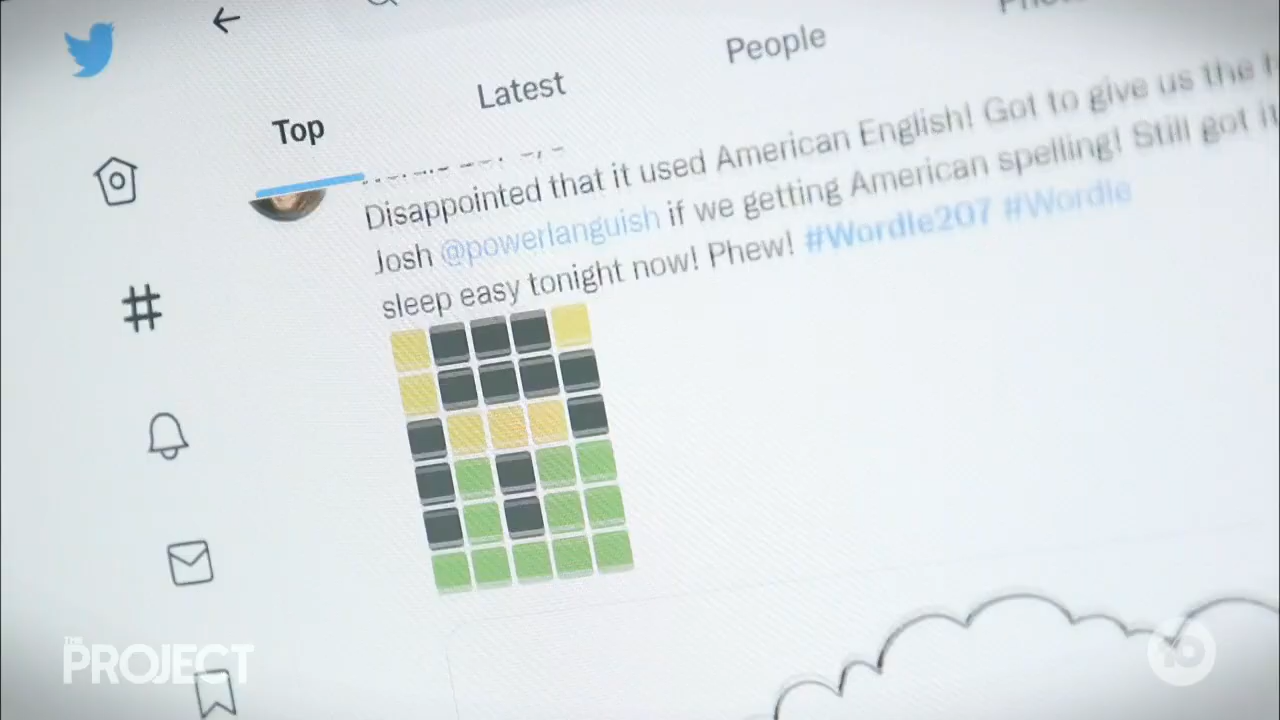 People
Latest
Top
Disappointed that it used American English! Got to give us the
Josh @powerlanguish if we getting American spelling! Still got it
sleep easy tonight now! Phew! #Wordle207 #Wordle
THE
PROJECT
10